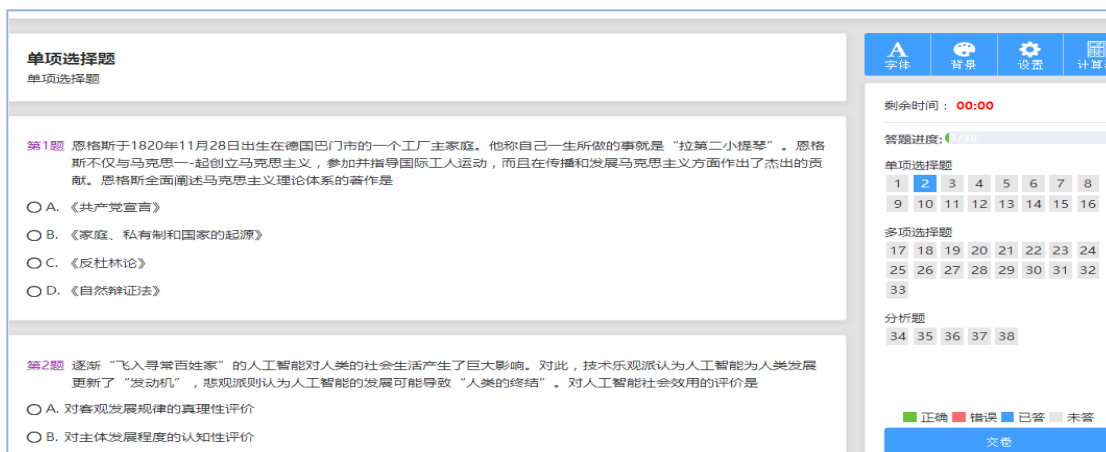 单项选择题
单项选择题
第1题 恩格斯于1820年11月28日出生在德国巴门市的一个工厂主家庭。他称自己一生所做的事就是“拉第二小提琴”。恩格
斯不仅与马克思一-起创立马克思主义，参加并指导国际工人运动，而且在传播和发展马克思主义方面作出了杰出的贡
献。恩格斯全面阐述马克思主义理论体系的著作是
A. 《共产党宣言》
B. 《家庭、私有制和国家的起源》
C. 《反杜林论》
D. 《自然辩证法》
第2题 逐渐“飞入寻常百姓家”的人工智能对人类的社会生活产生了巨大影响。对此，技术乐观派认为人工智能为人类发展
更新了“发动机”，悲观派则认为人工智能的发展可能导致“人类的终结”。对人工智能社会效用的评价是
A. 对客观发展规律的真理性评价
B. 对主体发展程度的认知性评价
A 字体 背景 设置 计算
剩余时间： 00:00
答题进度: 1/38
单项选择题
1 2 3 4 5 6 7 8
9 10 11 12 13 14 15 16
多项选择题
17 18 19 20 21 22 23 24
25 26 27 28 29 30 31 32
33
分析题
34 35 36 37 38
正确 错误 已答 未答
交卷